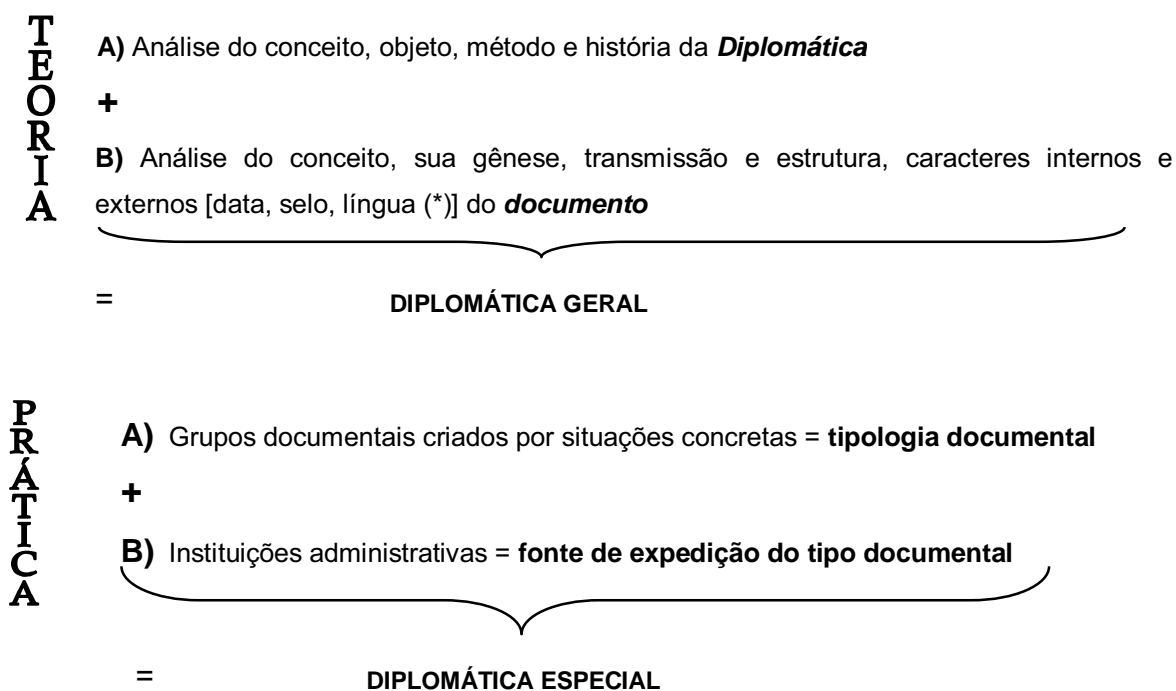 TEORIA
A) Análise do conceito, objeto, método e história da Diplomática
+
B) Análise do conceito, sua gênese, transmissão e estrutura, caracteres internos e
externos [data, selo, língua (*)] do documento
= DIPLOMÁTICA GERAL
PRÁTICA
A) Grupos documentais criados por situações concretas = tipologia documental
+
B) Instituições administrativas = fonte de expedição do tipo documental
= DIPLOMÁTICA ESPECIAL